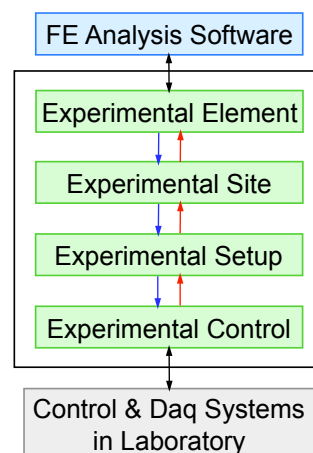 FE Analysis Software
Experimental Element
Experimental Site
Experimental Setup
Experimental Control
Control & Daq Systems
in Laboratory